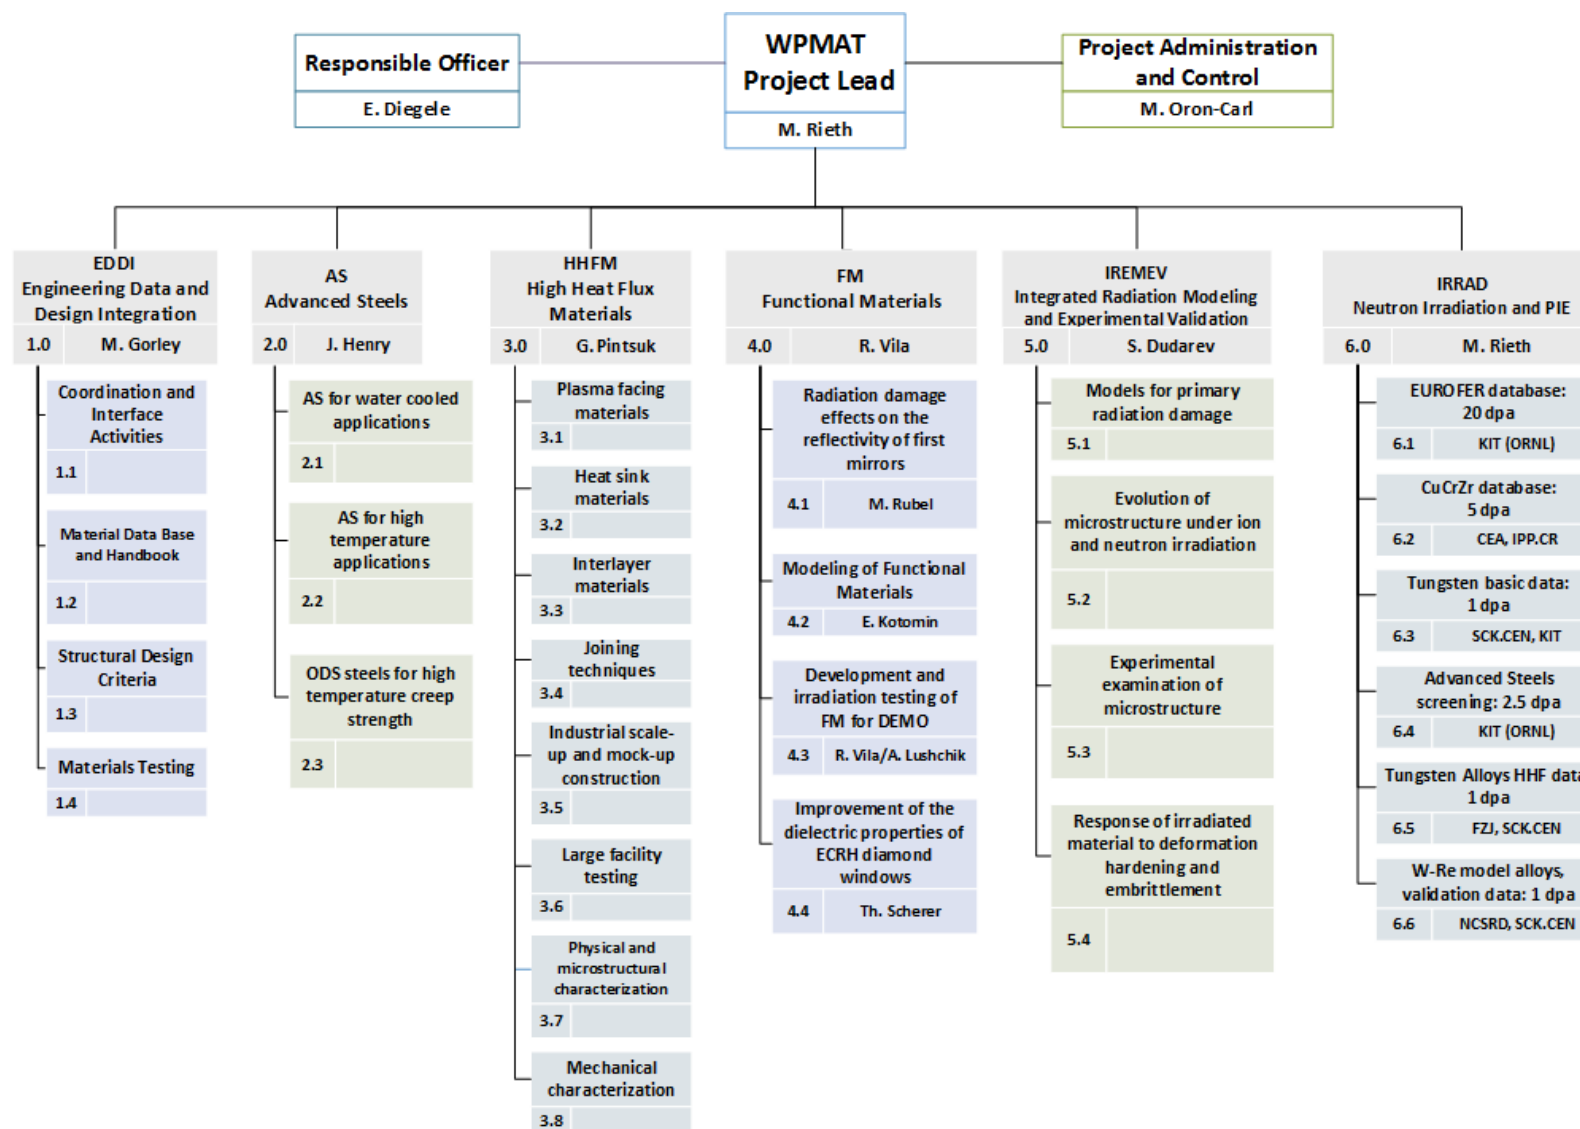 WPMAT
Project Lead
M. Rieth
Responsible Officer
E. Diegele
Project Administration
and Control
M. Oron-Carl
EDDI
Engineering Data and
Design Integration
1.0 M. Gorley
Coordination and
Interface
Activities
1.1
Material Data Base
and Handbook
1.2
Structural Design
Criteria
1.3
Materials Testing
1.4
AS
Advanced Steels
2.0 J. Henry
AS for water cooled
applications
2.1
AS for high
temperature
applications
2.2
ODS steels for high
temperature creep
strength
2.3
HHFM
High Heat Flux
Materials
3.0 G. Pintsuk
Plasma facing
materials
3.1
Heat sink
materials
3.2
Interlayer
materials
3.3
Joining
techniques
3.4
Industrial scale-
up and mock-up
construction
3.5
Large facility
testing
3.6
Physical and
microstructural
characterization
3.7
Mechanical
characterization
3.8
FM
Functional Materials
4.0 R. Vila
Radiation damage
effects on the
reflectivity of first
mirrors
4.1 M. Rubel
Modeling of Functional
Materials
4.2 E. Kotomin
Development and
irradiation testing of
FM for DEMO
4.3 R. Vila/A. Lushchik
Improvement of the
dielectric properties of
ECRH diamond
windows
4.4 Th. Scherer
IREMEV
Integrated Radiation Modeling
and Experimental Validation
5.0 S. Dudarev
Models for primary
radiation damage
5.1
Evolution of
microstructure under ion
and neutron irradiation
5.2
Experimental
examination of
microstructure
5.3
Response of irradiated
material to deformation
hardening and
embrittlement
5.4
IRRAD
Neutron Irradiation and PIE
6.0 M. Rieth
EUROFER database:
20 dpa
6.1 KIT (ORNL)
CuCrZr database:
5 dpa
6.2 CEA, IPP.CR
Tungsten basic data:
1 dpa
6.3 SCK.CEN, KIT
Advanced Steels
screening: 2.5 dpa
6.4 KIT (ORNL)
Tungsten Alloys HHF data
1 dpa
6.5 FZJ, SCK.CEN
W-Re model alloys,
validation data: 1 dpa
6.6 NCSRD, SCK.CEN